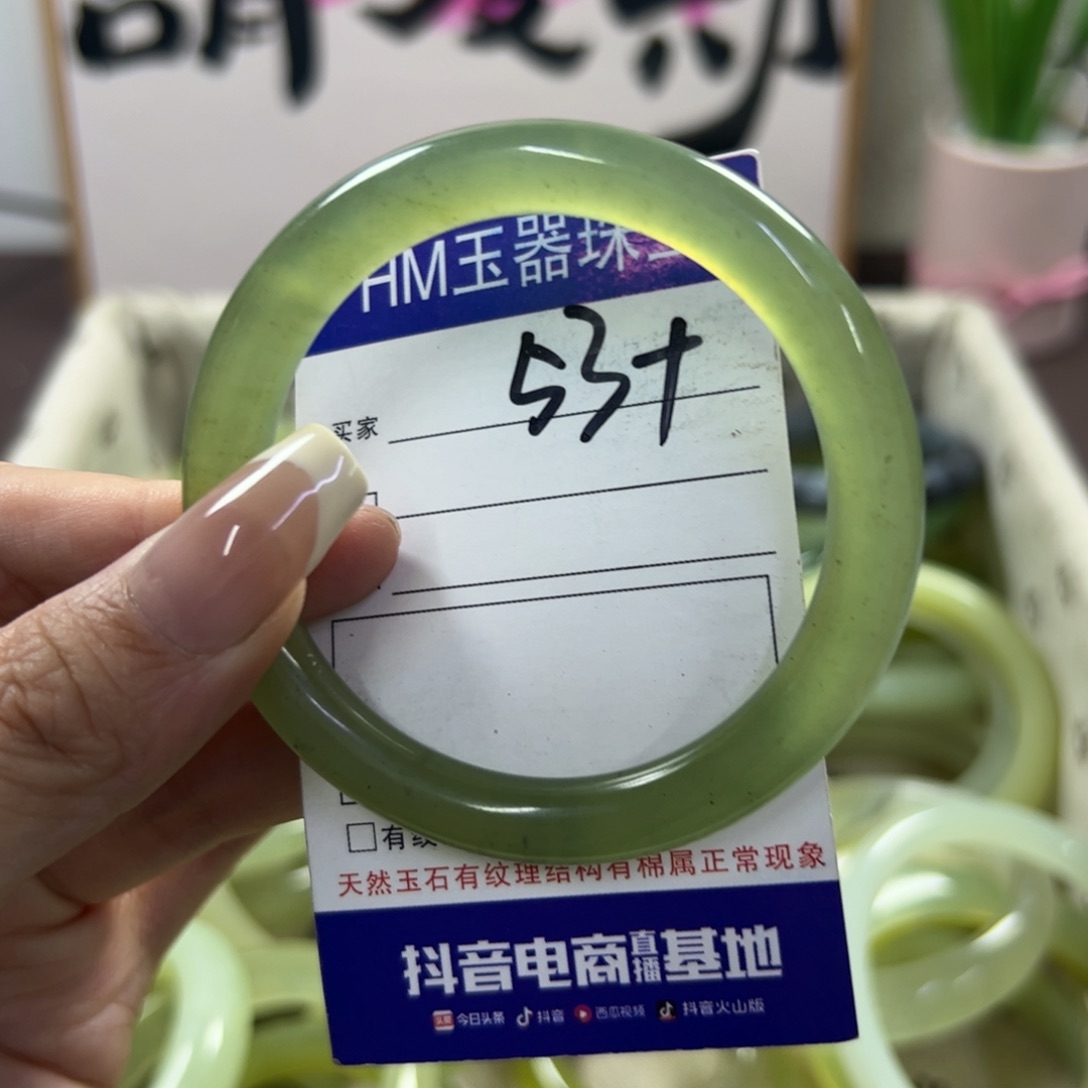 HM玉器珠
53+
买家
有纹
天然玉石有纹理结构有棉属正常现象
抖音电商直播基地
今日头条 抖音 西瓜视频 抖音火山版